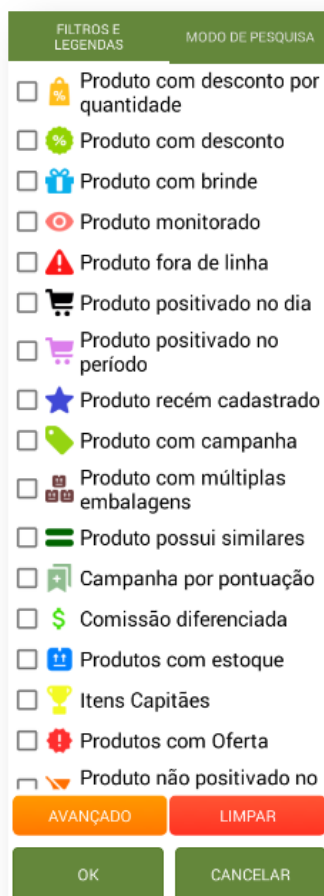 FILTROS E
LEGENDAS
MODO DE PESQUISA
Produto com desconto por
quantidade
Produto com desconto
Produto com brinde
Produto monitorado
Produto fora de linha
Produto positivado no dia
Produto positivado no
período
Produto recém cadastrado
Produto com campanha
Produto com múltiplas
embalagens
Produto possui similares
Campanha por pontuação
Comissão diferenciada
Produtos com estoque
Itens Capitães
Produtos com Oferta
Produto não positivado no
AVANÇADO
LIMPAR
OK
CANCELAR